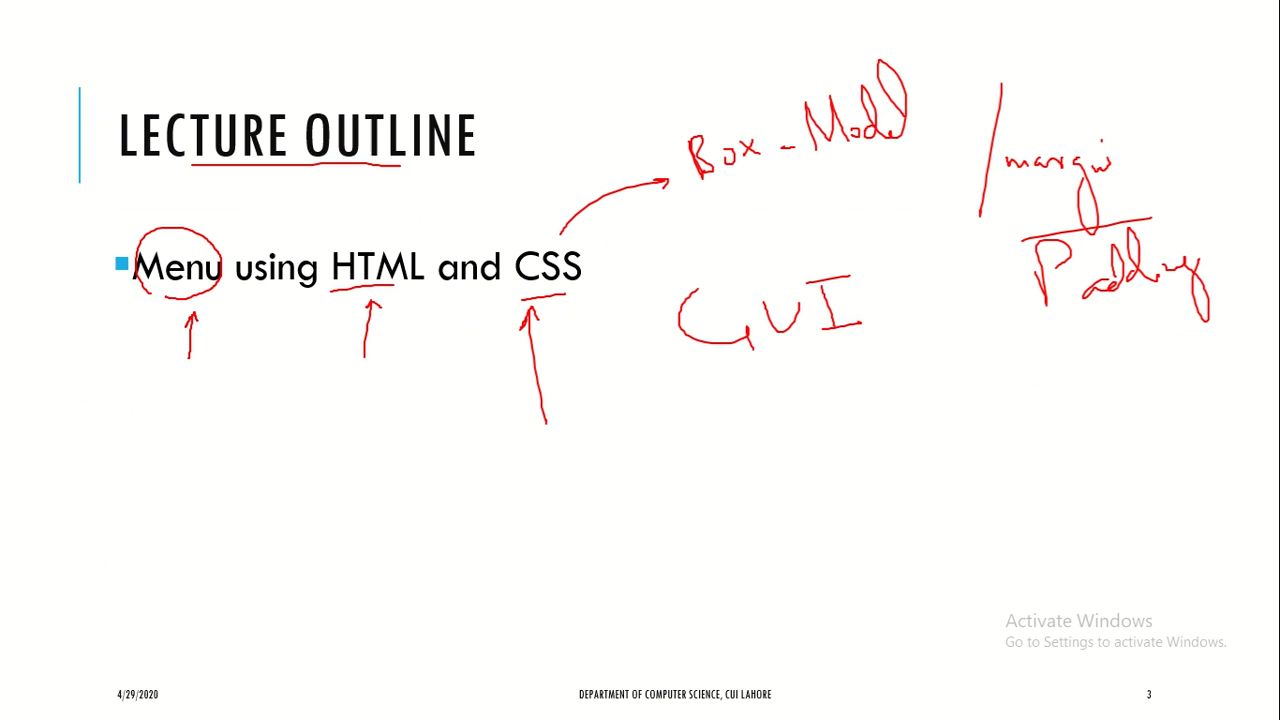 LECTURE OUTLINE
Box - Model
margin
Menu using HTML and CSS
Padding
GUI
Activate Windows
Go to Settings to activate Windows.
4/29/2020
DEPARTMENT OF COMPUTER SCIENCE, CUI LAHORE
3